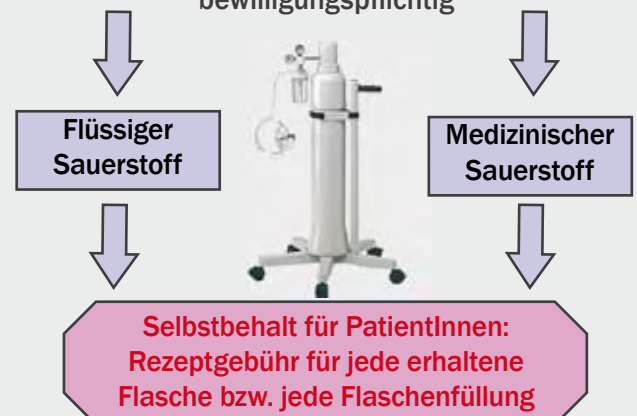 bewilligungspflichtig
Flüssiger
Sauerstoff
Medizinischer
Sauerstoff
Selbstbehalt für PatientInnen:
Rezeptgebühr für jede erhaltene
Flasche bzw. jede Flaschenfüllung